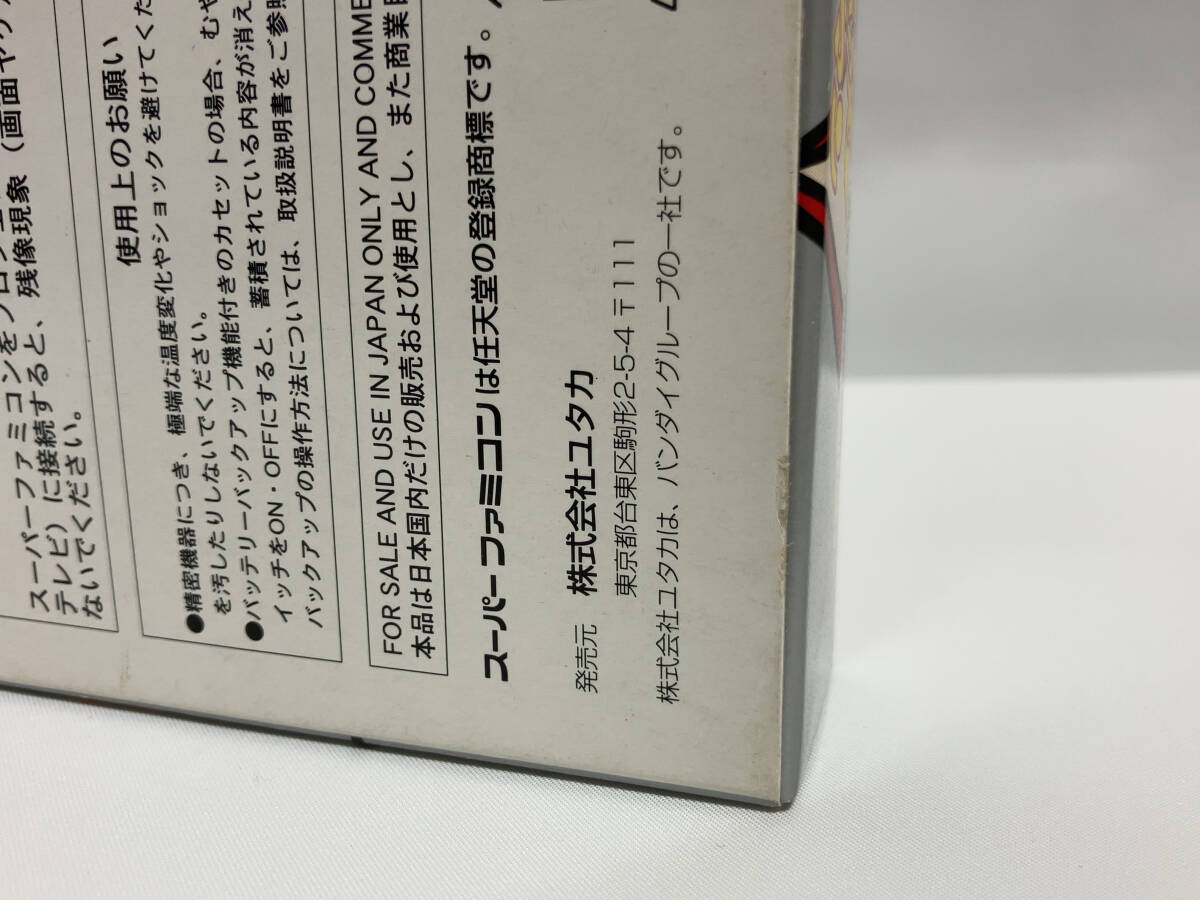 スーパーファミコンをプロジェ
テレビ)に接続すると、残像現象(画面ヤケ
ないでください。
使用上のお願い
●精密機器につき、極端な温度変化やショックを避けてくだ
を汚したりしないでください。
●バッテリーバックアップ機能付きのカセットの場合、むや
イッチをON・OFFにすると、蓄積されている内容が消え
バックアップの操作方法については、取扱説明書をご参照
FOR SALE AND USE IN JAPAN ONLY AND COMME
本品は日本国内だけの販売および使用とし、また商業目
スーパーファミコンは任天堂の登録商標です。
発売元 株式会社ユタカ
東京都台東区駒形2-5-4 〒111
株式会社ユタカは、バンダイグループの一社です。